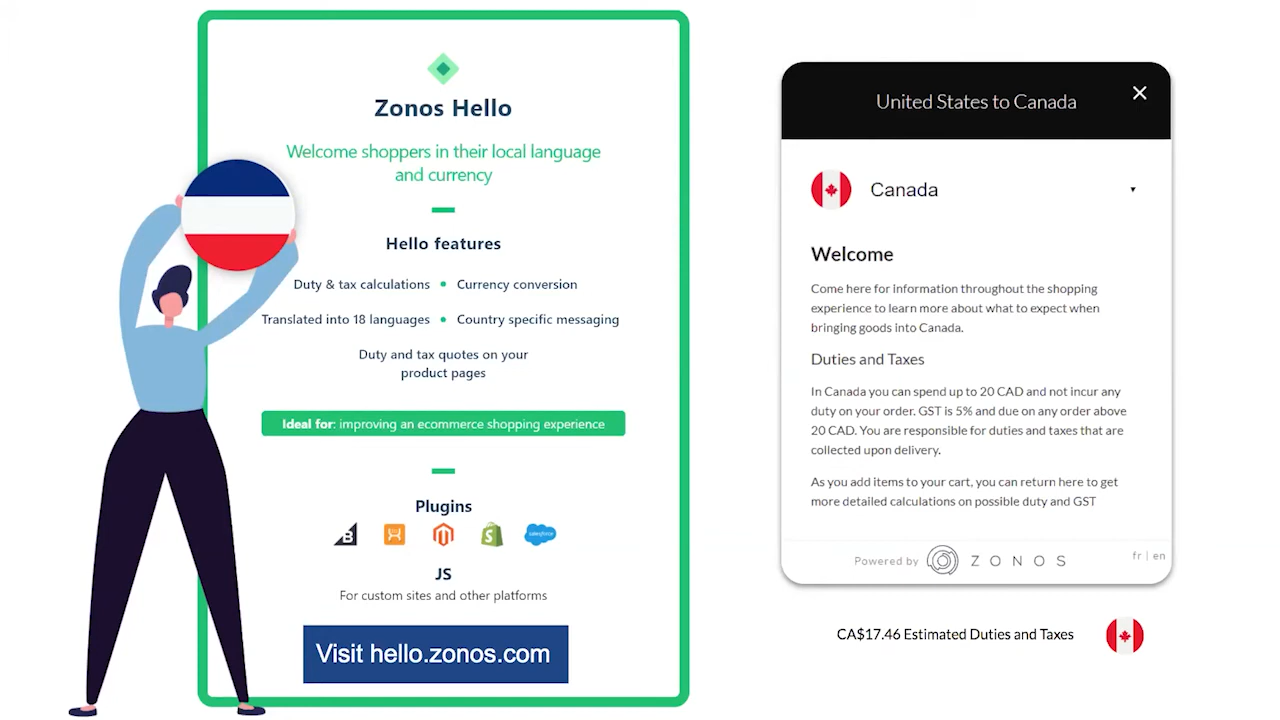 Zonos Hello
Welcome shoppers in their local language
and currency
Hello features
Duty & tax calculations • Currency conversion
Translated into 18 languages • Country specific messaging
Duty and tax quotes on your
product pages
Ideal for: improving an ecommerce shopping experience
Plugins
B
S
salesforce
JS
For custom sites and other platforms
Visit hello.zonos.com
United States to Canada
Canada
Welcome
Come here for information throughout the shopping
experience to learn more about what to expect when
bringing goods into Canada.
Duties and Taxes
In Canada you can spend up to 20 CAD and not incur any
duty on your order. GST is 5% and due on any order above
20 CAD. You are responsible for duties and taxes that are
collected upon delivery.
As you add items to your cart, you can return here to get
more detailed calculations on possible duty and GST
Powered by ZONOS
fr | en
CA$17.46 Estimated Duties and Taxes